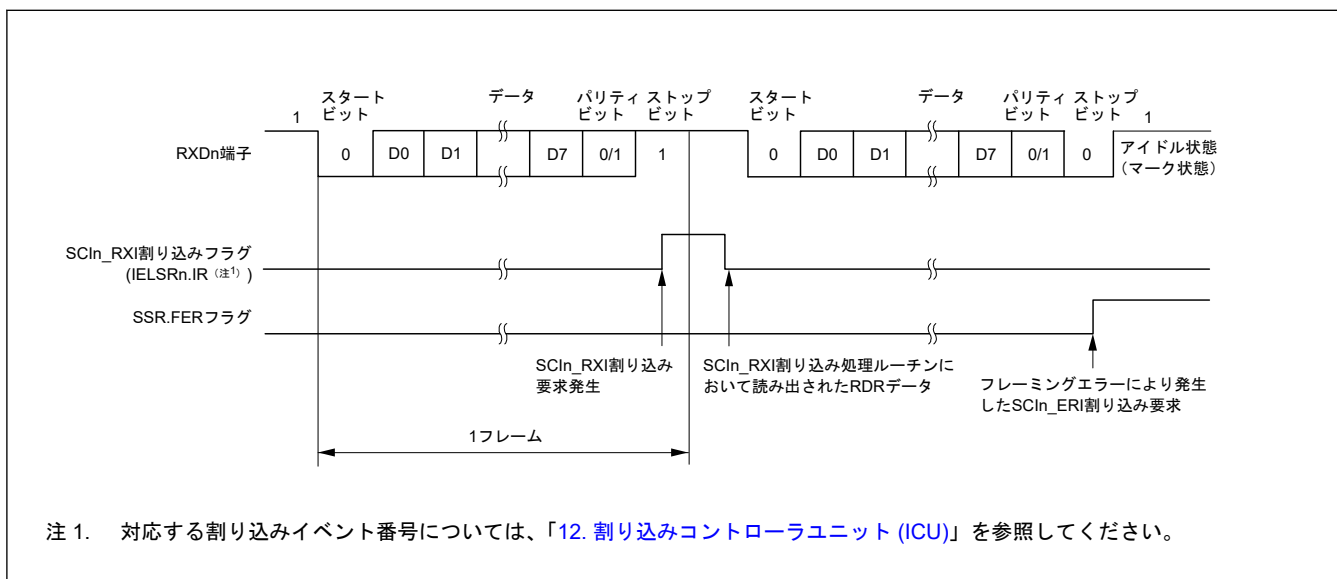 スタート
ビット
データ
パリティ
ビット
ストップ
ビット
スタート
ビット
データ
パリティ
ビット
ストップ
ビット
1
1
RXDn端子
0
D0
D1
D7
0/1
1
0
D0
D1
D7
0/1
0
アイドル状態
(マーク状態)
SCIn_RXI割り込みフラグ
(IELSRn.IR (注1) )
SSR.FERフラグ
SCIn_RXI割り込み
要求発生
SCIn_RXI割り込み処理ルーチンに
おいて読み出されたRDRデータ
フレーミングエラーにより発生
したSCIn_ERI割り込み要求
1フレーム
注 1. 対応する割り込みイベント番号については、「12. 割り込みコントローラユニット (ICU)」を参照してください。